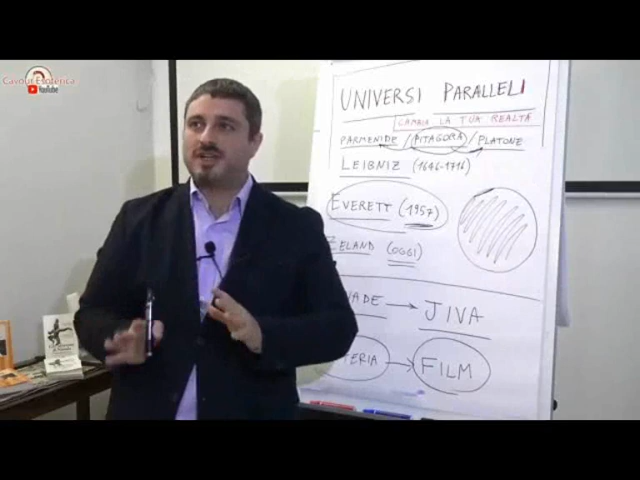 Cavour Esoterica
YouTube
UNIVERSI PARALLELI
CAMBIA LA TUA REALTÀ
PARMENIDE / PITAGORA / PLATONE
LEIBNIZ (1646-1716)
EVERETT (1957)
ZELAND (OGGI)
JIVA
FILM